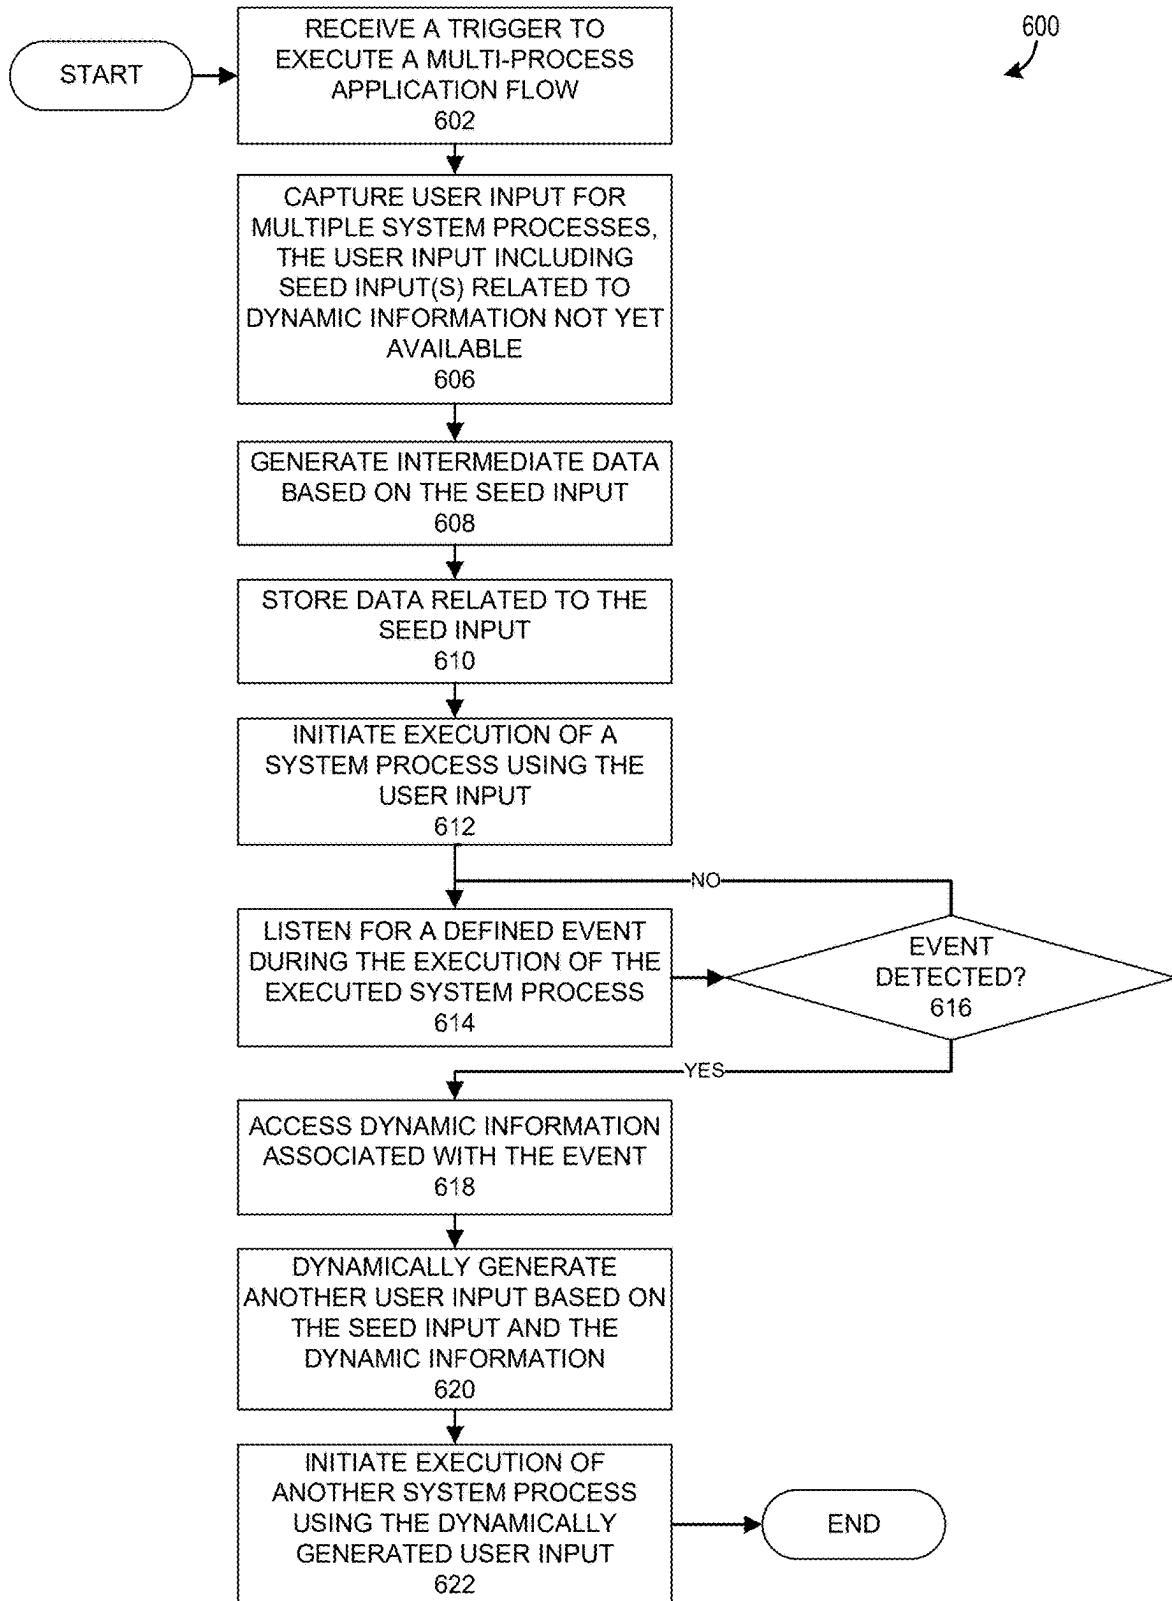 600
START
RECEIVE A TRIGGER TO
EXECUTE A MULTI-PROCESS
APPLICATION FLOW
602
CAPTURE USER INPUT FOR
MULTIPLE SYSTEM PROCESSES,
THE USER INPUT INCLUDING
SEED INPUT(S) RELATED TO
DYNAMIC INFORMATION NOT YET
AVAILABLE
606
GENERATE INTERMEDIATE DATA
BASED ON THE SEED INPUT
608
STORE DATA RELATED TO THE
SEED INPUT
610
INITIATE EXECUTION OF A
SYSTEM PROCESS USING THE
USER INPUT
612
NO
LISTEN FOR A DEFINED EVENT
DURING THE EXECUTION OF THE
EXECUTED SYSTEM PROCESS
614
EVENT
DETECTED?
616
YES
ACCESS DYNAMIC INFORMATION
ASSOCIATED WITH THE EVENT
618
DYNAMICALLY GENERATE
ANOTHER USER INPUT BASED ON
THE SEED INPUT AND THE
DYNAMIC INFORMATION
620
INITIATE EXECUTION OF
ANOTHER SYSTEM PROCESS
USING THE DYNAMICALLY
GENERATED USER INPUT
622
END